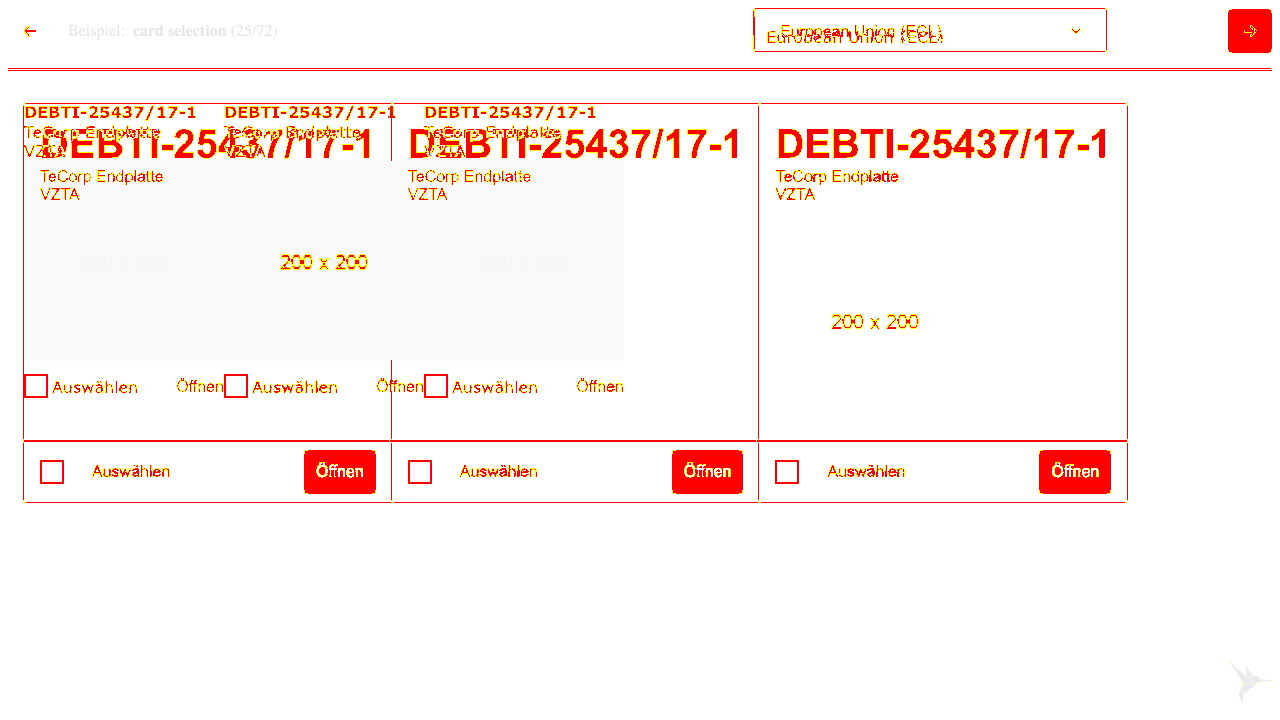 Beispiel: card selection (25/72)
European Union (ECL)
European Union (ECL)
DEBTI-25437/17-1 DEBTI-25437/17-1 DEBTI-25437/17-1
TeCorp Endplatte TeCorp Endplatte TeCorp Endplatte
VZTA VZTA VZTA
DEBTI-25437/17-1 DEBTI-25437/17-1 DEBTI-25437/17-1
TeCorp Endplatte TeCorp Endplatte TeCorp Endplatte
VZTA VZTA VZTA
200 x 200 200 x 200 200 x 200
200 x 200
Auswählen Öffnen Auswählen Öffnen Auswählen Öffnen
Auswählen Öffnen Auswählen Öffnen Auswählen Öffnen